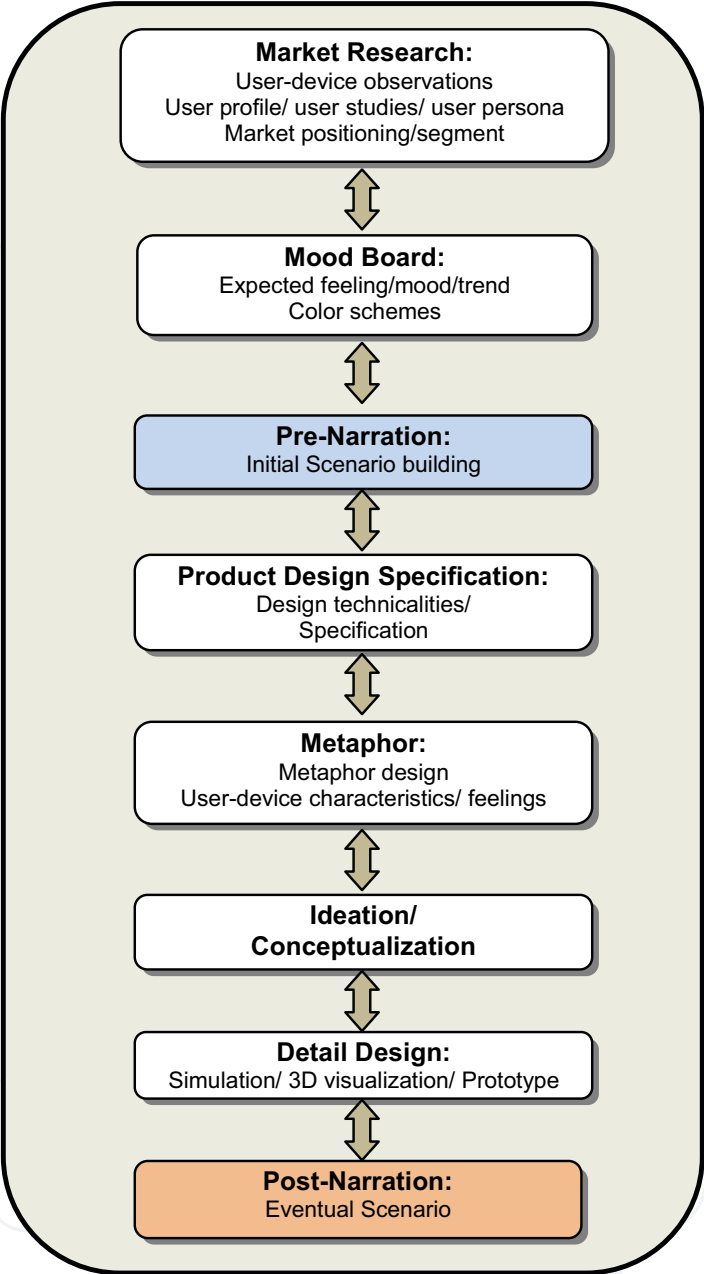 Market Research:
User-device observations
User profile/ user studies/ user persona
Market positioning/segment
Mood Board:
Expected feeling/mood/trend
Color schemes
Pre-Narration:
Initial Scenario building
Product Design Specification:
Design technicalities/
Specification
Metaphor:
Metaphor design
User-device characteristics/ feelings
Ideation/
Conceptualization
Detail Design:
Simulation/ 3D visualization/ Prototype
Post-Narration:
Eventual Scenario